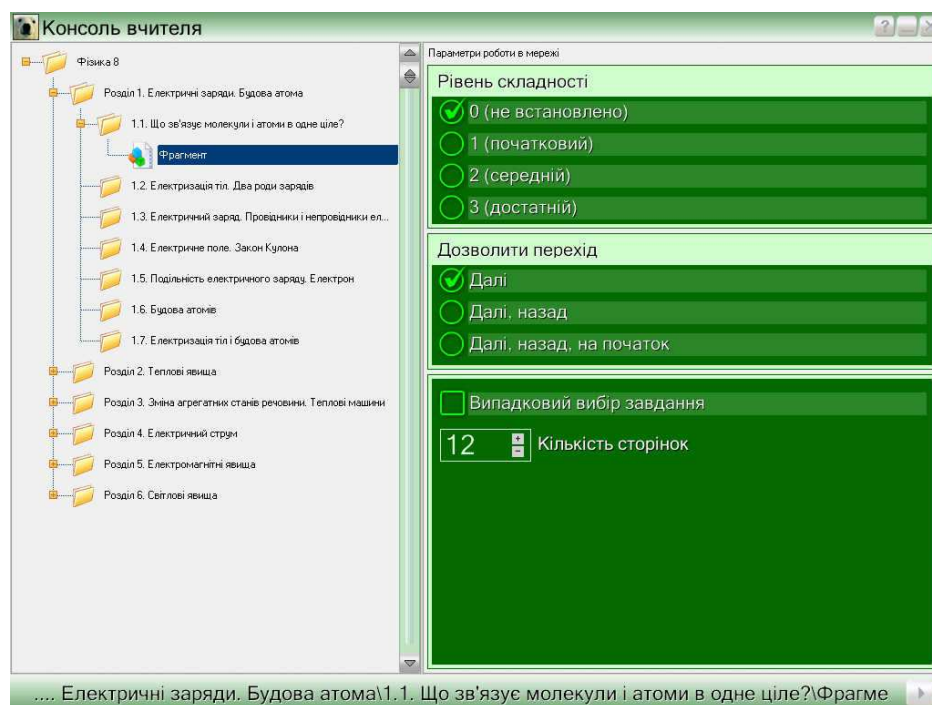 Консоль вчителя
Фізика 8
Розділ 1. Електричні заряди. Будова атома
1.1. Що зв'язує молекули і атоми в одне ціле?
Фрагмент
1.2. Електризація тіл. Два роди зарядів
1.3. Електричний заряд. Провідники і непровідники ел...
1.4. Електричне поле. Закон Кулона
1.5. Подільність електричного заряду. Електрон
1.6. Будова атомів
1.7. Електризація тіл і будова атомів
Розділ 2. Теплові явища
Розділ 3. Зміна агрегатних станів речовини. Теплові машини
Розділ 4. Електричний струм
Розділ 5. Електромагнітні явища
Розділ 6. Світлові явища
Параметри роботи в мережі
Рівень складності
0 (не встановлено)
1 (початковий)
2 (середній)
3 (достатній)
Дозволити перехід
Далі
Далі, назад
Далі, назад, на початок
Випадковий вибір завдання
12 Кількість сторінок
.... Електричні заряди. Будова атома\1.1. Що зв'язує молекули і атоми в одне ціле?\Фрагме